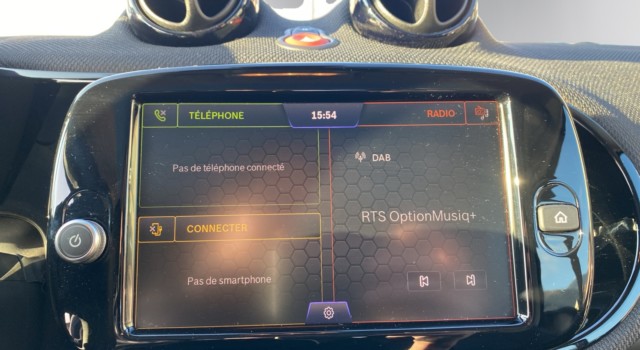 TÉLÉPHONE
15:54
RADIO
Pas de téléphone connecté
DAB
RTS OptionMusiq+
CONNECTER
Pas de smartphone